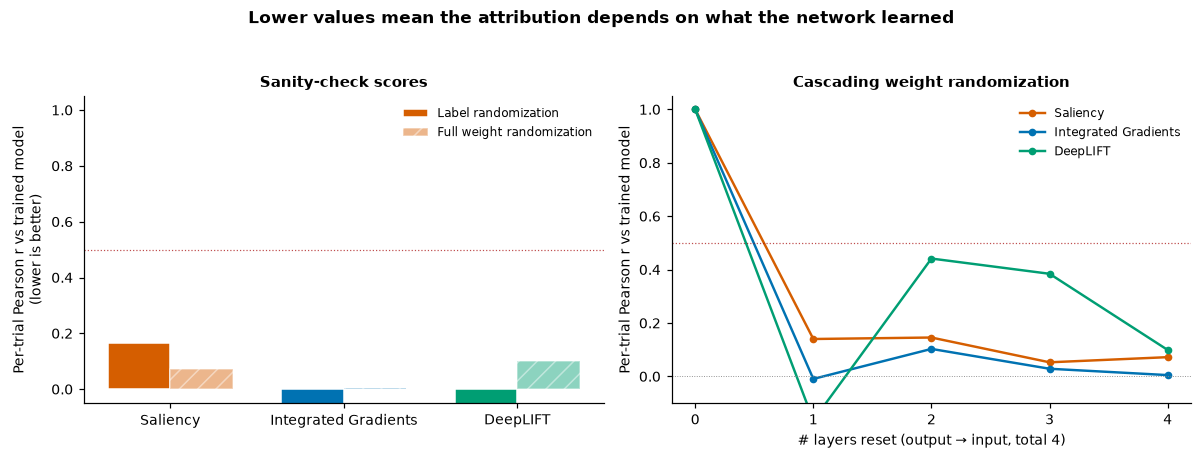 Lower values mean the attribution depends on what the network learned
Sanity-check scores
Per-trial Pearson r vs trained model
(lower is better)
1.0
0.8
0.6
0.4
0.2
0.0
Label randomization
Full weight randomization
Saliency
Integrated Gradients
DeepLIFT
Cascading weight randomization
Per-trial Pearson r vs trained model
1.0
0.8
0.6
0.4
0.2
0.0
Saliency
Integrated Gradients
DeepLIFT
0
1
2
3
4
# layers reset (output → input, total 4)